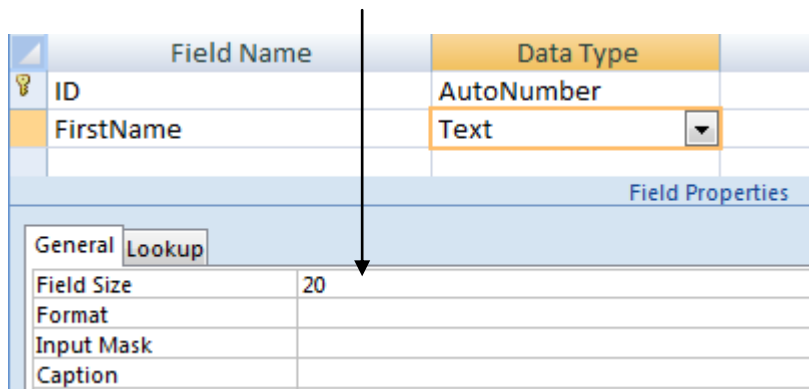 Field Name Data Type
ID AutoNumber
FirstName Text
Field Properties
General Lookup
Field Size 20
Format
Input Mask
Caption